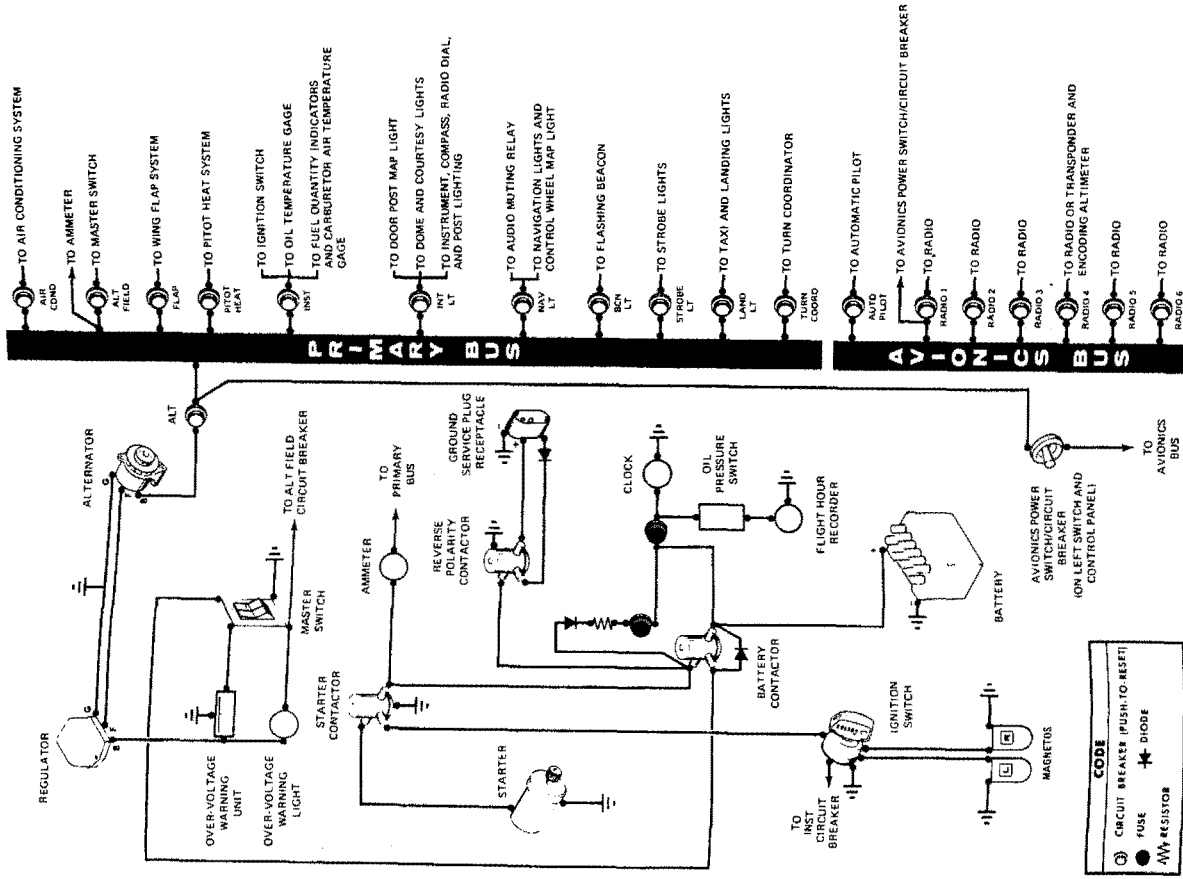 REGULATOR
OVER-VOLTAGE
WARNING
UNIT
OVER-VOLTAGE
WARNING
LIGHT
G
F
B
ALTERNATOR
G
F
B
TO ALT FIELD
CIRCUIT BREAKER
MASTER
SWITCH
ALT
STARTER
CONTACTOR
STARTER
AMMETER
TO
PRIMARY
BUS
REVERSE
POLARITY
CONTACTOR
GROUND
SERVICE PLUG
RECEPTACLE
-
+
CLOCK
OIL
PRESSURE
SWITCH
FLIGHT HOUR
RECORDER
BATTERY
CONTACTOR
+
-
BATTERY
IGNITION
SWITCH
TO
INST
CIRCUIT
BREAKER
L
R
MAGNETOS
AVIONICS POWER
SWITCH/CIRCUIT
BREAKER
(ON LEFT SWITCH AND
CONTROL PANEL)
TO
AVIONICS
BUS
PRIMARY BUS
AIR
COND
TO AIR CONDITIONING SYSTEM
TO AMMETER
ALT
FIELD
TO MASTER SWITCH
FLAP
TO WING FLAP SYSTEM
PITOT
HEAT
TO PITOT HEAT SYSTEM
INST
TO IGNITION SWITCH
TO OIL TEMPERATURE GAGE
TO FUEL QUANTITY INDICATORS
AND CARBURETOR AIR TEMPERATURE
GAGE
INT
LT
TO DOOR POST MAP LIGHT
TO DOME AND COURTESY LIGHTS
TO INSTRUMENT, COMPASS, RADIO DIAL,
AND POST LIGHTING
NAV
LT
TO AUDIO MUTING RELAY
TO NAVIGATION LIGHTS AND
CONTROL WHEEL MAP LIGHT
BCN
LT
TO FLASHING BEACON
STROBE
LT
TO STROBE LIGHTS
LAND
LT
TO TAXI AND LANDING LIGHTS
TURN
COORD
TO TURN COORDINATOR
AVIONICS BUS
AUTO
PILOT
TO AUTOMATIC PILOT
TO AVIONICS POWER SWITCH/CIRCUIT BREAKER
RADIO 1
TO RADIO
RADIO 2
TO RADIO
RADIO 3
TO RADIO
RADIO 4
TO RADIO OR TRANSPONDER AND
ENCODING ALTIMETER
RADIO 5
TO RADIO
RADIO 6
TO RADIO
CODE
CIRCUIT BREAKER (PUSH-TO-RESET)
FUSE
DIODE
RESISTOR